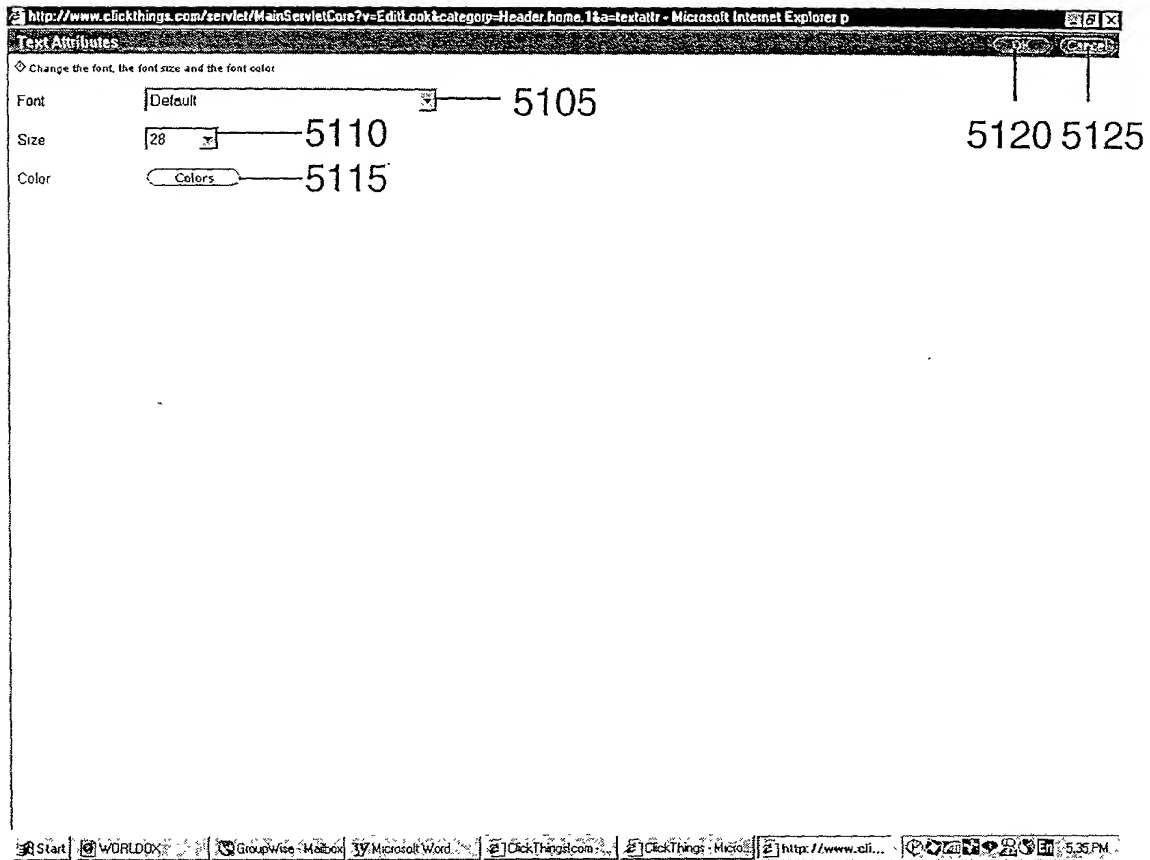 http://www.clickthings.com/servlet/MainServletCore?v=EditLook&category=Header.home.1&a=textattr - Microsoft Internet Explorer p
Text Attributes OK Cancel
Change the font, the font size and the font color
Font Default 5105
Size 28 5110 5120 5125
Color Colors 5115
Start WORLDOX GroupWise - Mailbox Microsoft Word ClickThings.com ClickThings - Micros http://www.cli... 5:35 PM